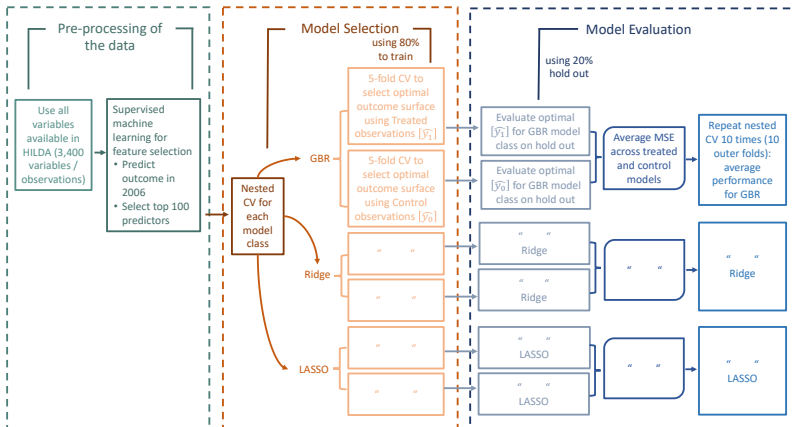 Pre-processing of
the data
Use all
variables
available in
HILDA (3,400
variables /
observations)
Supervised
machine
learning for
feature selection
• Predict
outcome in
2006
• Select top 100
predictors
Model Selection
using 80%
to train
Nested
CV for
each
model
class
GBR
Ridge
LASSO
5-fold CV to
select optimal
outcome surface
using Treated
observations [ŷ₁]
5-fold CV to
select optimal
outcome surface
using Control
observations [ŷ₀]
“ “
“ “
“ “
“ “
Model Evaluation
using 20%
hold out
Evaluate optimal
[ŷ₁] for GBR model
class on hold out
Evaluate optimal
[ŷ₀] for GBR model
class on hold out
“ “
Ridge
“ “
Ridge
“ “
LASSO
“ “
LASSO
Average MSE
across treated
and control
models
“ “
“ “
Repeat nested
CV 10 times (10
outer folds):
average
performance
for GBR
“ “
Ridge
“ “
LASSO